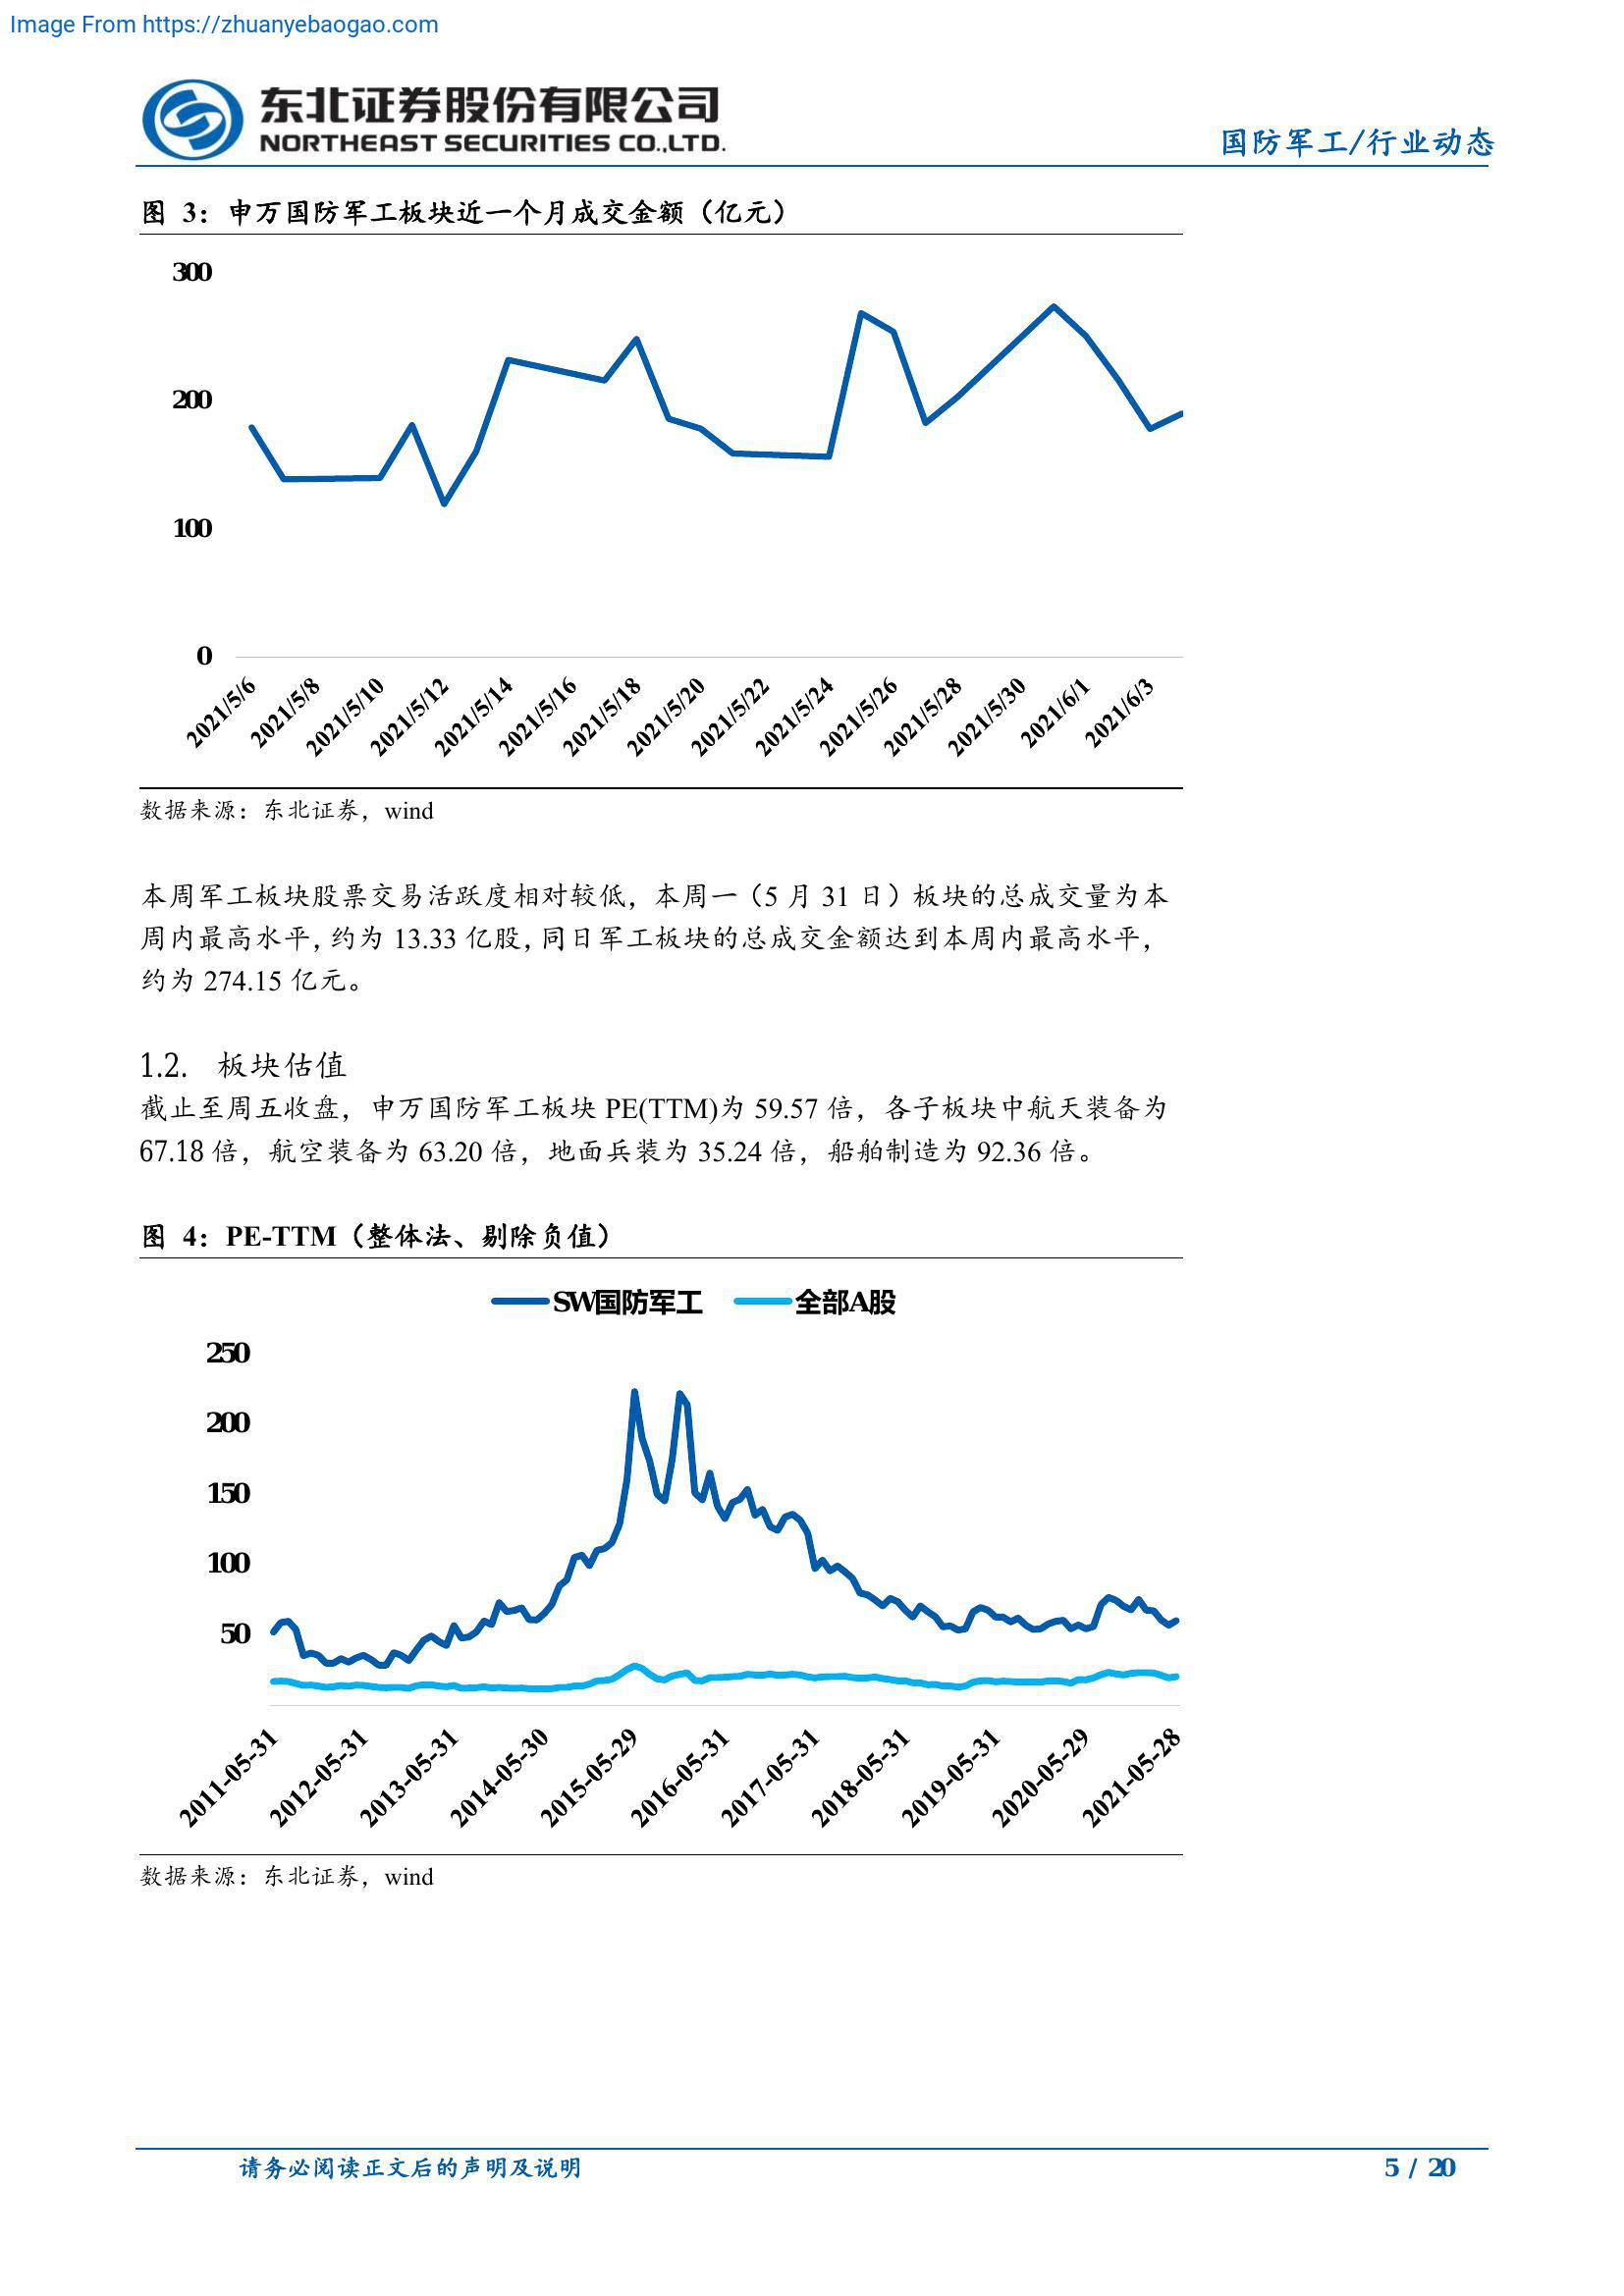 Image From https://zhuanyebaogao.com
东北证券股份有限公司
NORTHEAST SECURITIES CO.,LTD.
国防军工/行业动态
图 3：申万国防军工板块近一个月成交金额（亿元）
300
200
100
0
2021/5/6
2021/5/8
2021/5/10
2021/5/12
2021/5/14
2021/5/16
2021/5/18
2021/5/20
2021/5/22
2021/5/24
2021/5/26
2021/5/28
2021/5/30
2021/6/1
2021/6/3
数据来源：东北证券，wind
本周军工板块股票交易活跃度相对较低，本周一（5 月 31 日）板块的总成交量为本
周内最高水平，约为 13.33 亿股，同日军工板块的总成交金额达到本周内最高水平，
约为 274.15 亿元。
1.2. 板块估值
截止至周五收盘，申万国防军工板块 PE(TTM)为 59.57 倍，各子板块中航天装备为
67.18 倍，航空装备为 63.20 倍，地面兵装为 35.24 倍，船舶制造为 92.36 倍。
图 4：PE-TTM（整体法、剔除负值）
SW国防军工 全部A股
250
200
150
100
50
2011-05-31
2012-05-31
2013-05-31
2014-05-30
2015-05-29
2016-05-31
2017-05-31
2018-05-31
2019-05-31
2020-05-29
2021-05-28
数据来源：东北证券，wind
请务必阅读正文后的声明及说明
5 / 20